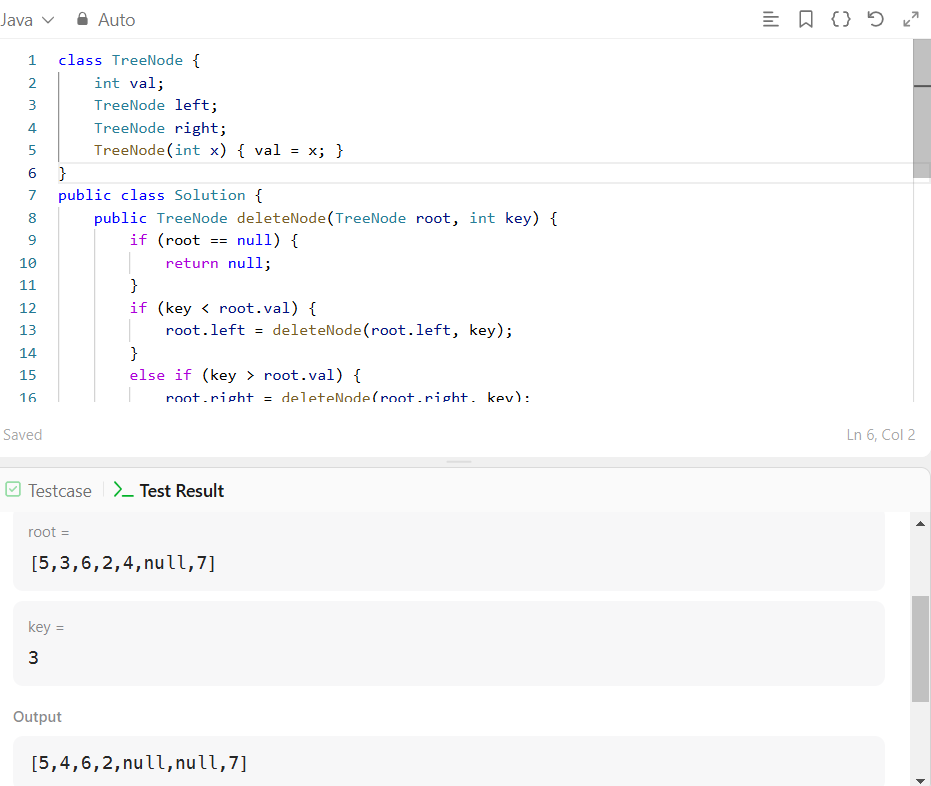 Java Auto
1 class TreeNode {
2 int val;
3 TreeNode left;
4 TreeNode right;
5 TreeNode(int x) { val = x; }
6 }
7 public class Solution {
8 public TreeNode deleteNode(TreeNode root, int key) {
9 if (root == null) {
10 return null;
11 }
12 if (key < root.val) {
13 root.left = deleteNode(root.left, key);
14 }
15 else if (key > root.val) {
16 root.right = deleteNode(root.right, key);
Saved Ln 6, Col 2
Testcase Test Result
root =
[5,3,6,2,4,null,7]
key =
3
Output
[5,4,6,2,null,null,7]